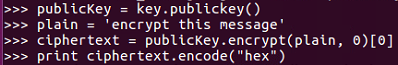 >>> publicKey = key.publickey()
>>> plain = 'encrypt this message'
>>> ciphertext = publicKey.encrypt(plain, 0)[0]
>>> print ciphertext.encode("hex")